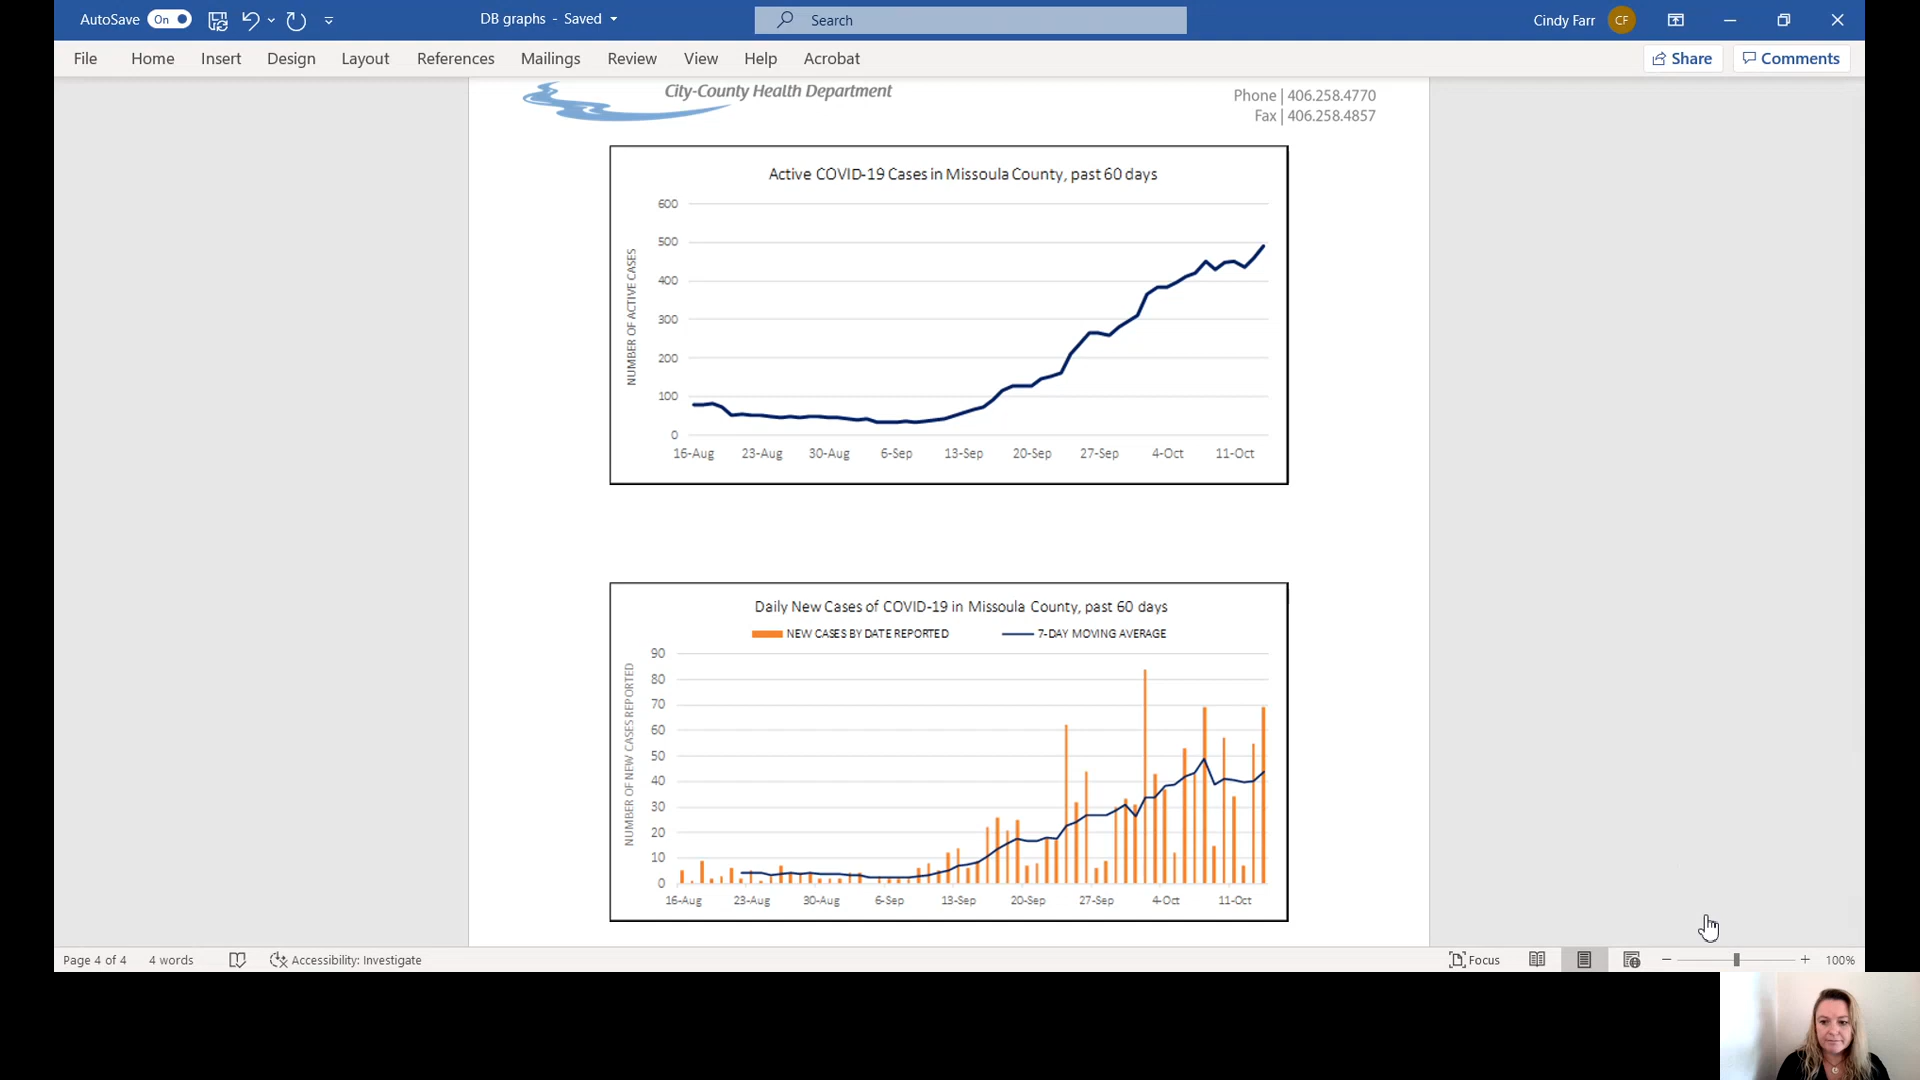 AutoSave On DB graphs - Saved Search Cindy Farr CF
File Home Insert Design Layout References Mailings Review View Help Acrobat Share Comments
City-County Health Department
Phone | 406.258.4770
Fax | 406.258.4857
Active COVID-19 Cases in Missoula County, past 60 days
NUMBER OF ACTIVE CASES
600
500
400
300
200
100
0
16-Aug 23-Aug 30-Aug 6-Sep 13-Sep 20-Sep 27-Sep 4-Oct 11-Oct
Daily New Cases of COVID-19 in Missoula County, past 60 days
NEW CASES BY DATE REPORTED 7-DAY MOVING AVERAGE
NUMBER OF NEW CASES REPORTED
90
80
70
60
50
40
30
20
10
0
16-Aug 23-Aug 30-Aug 6-Sep 13-Sep 20-Sep 27-Sep 4-Oct 11-Oct
Page 4 of 4 4 words Accessibility: Investigate Focus 100%